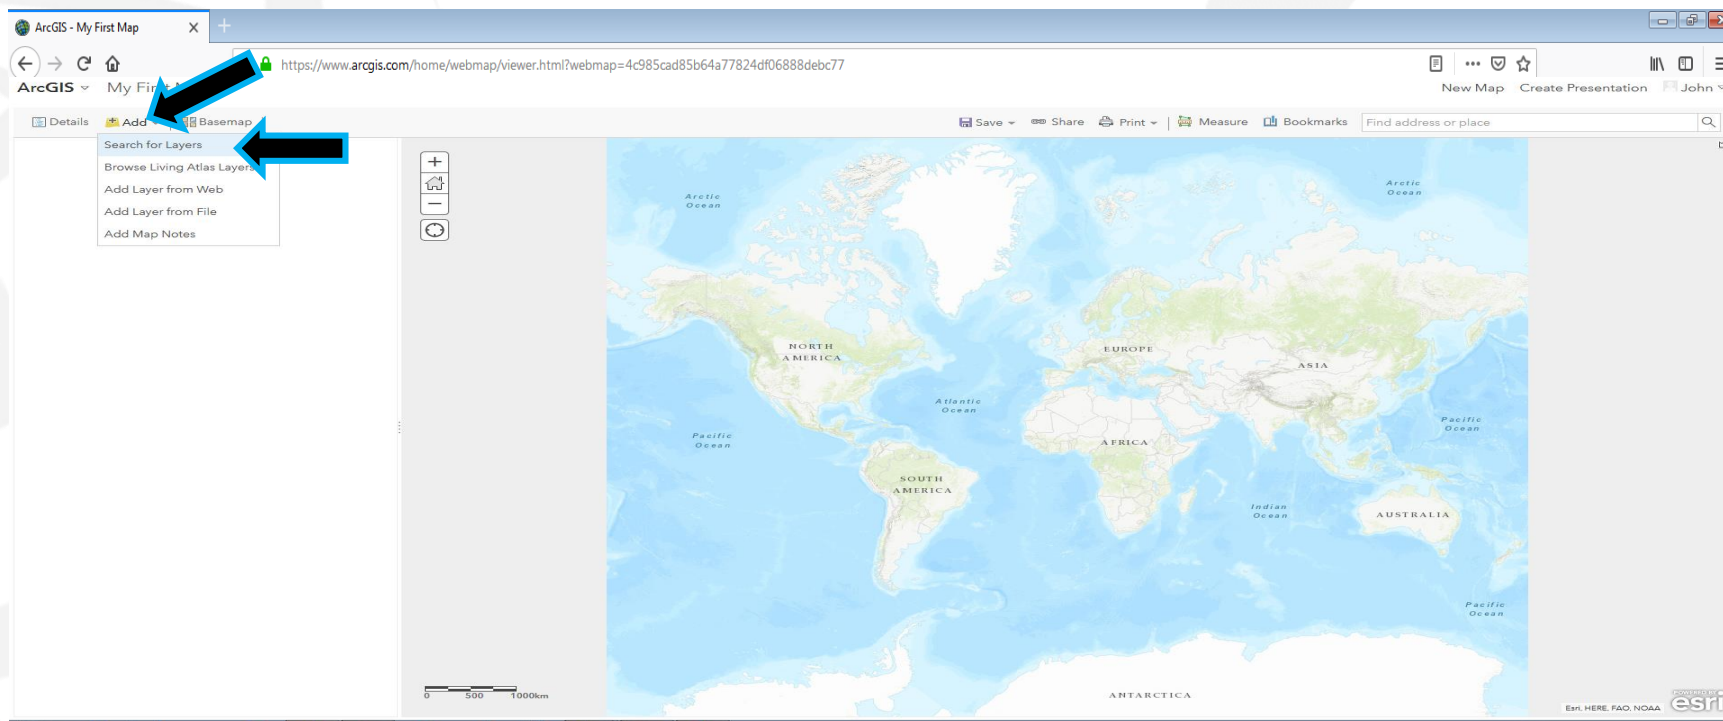 ArcGIS - My First Map
https://www.arcgis.com/home/webmap/viewer.html?webmap=4c985cad85b64a77824df06888debc77
ArcGIS My Fir
New Map Create Presentation John
Details Add Basemap Save Share Print Measure Bookmarks Find address or place
Search for Layers
Browse Living Atlas Layers
Add Layer from Web
Add Layer from File
Add Map Notes
Arctic
Ocean
Arctic
Ocean
NORTH
AMERICA
EUROPE
ASIA
Atlantic
Ocean
Pacific
Ocean
Pacific
Ocean
AFRICA
SOUTH
AMERICA
Indian
Ocean
AUSTRALIA
Pacific
Ocean
ANTARCTICA
0 500 1000km
Esri, HERE, FAO, NOAA
POWERED BY
esri